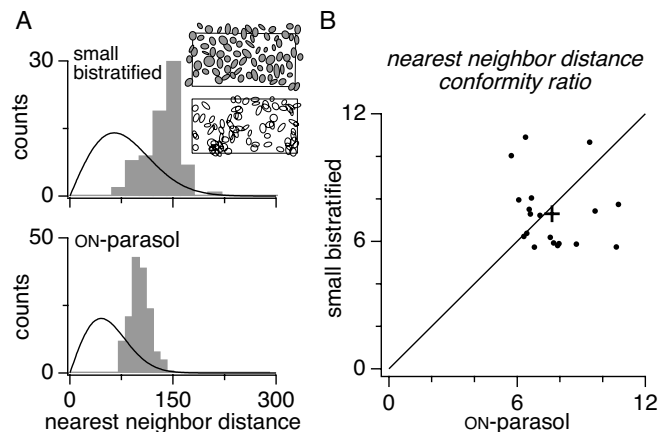 A
small
bistratified
30
counts
0
50
ON-parasol
counts
0
0
150
300
nearest neighbor distance
B
nearest neighbor distance
conformity ratio
12
small bistratified
6
0
0
6
12
ON-parasol